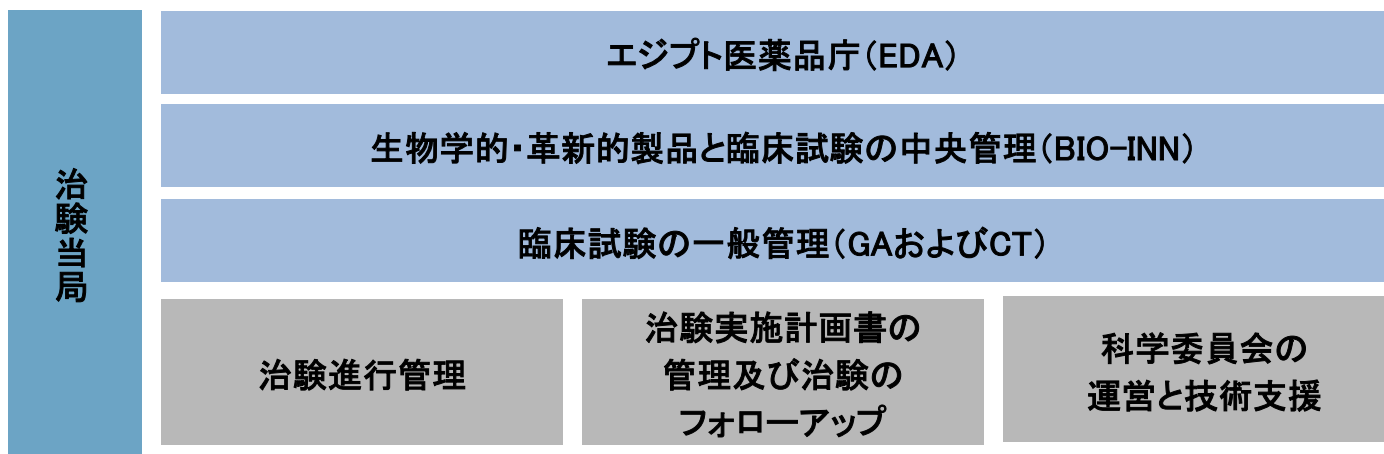 治験当局
エジプト医薬品庁(EDA)
生物学的・革新的製品と臨床試験の中央管理(BIO-INN)
臨床試験の一般管理(GAおよびCT)
治験進行管理
治験実施計画書の
管理及び治験の
フォローアップ
科学委員会の
運営と技術支援